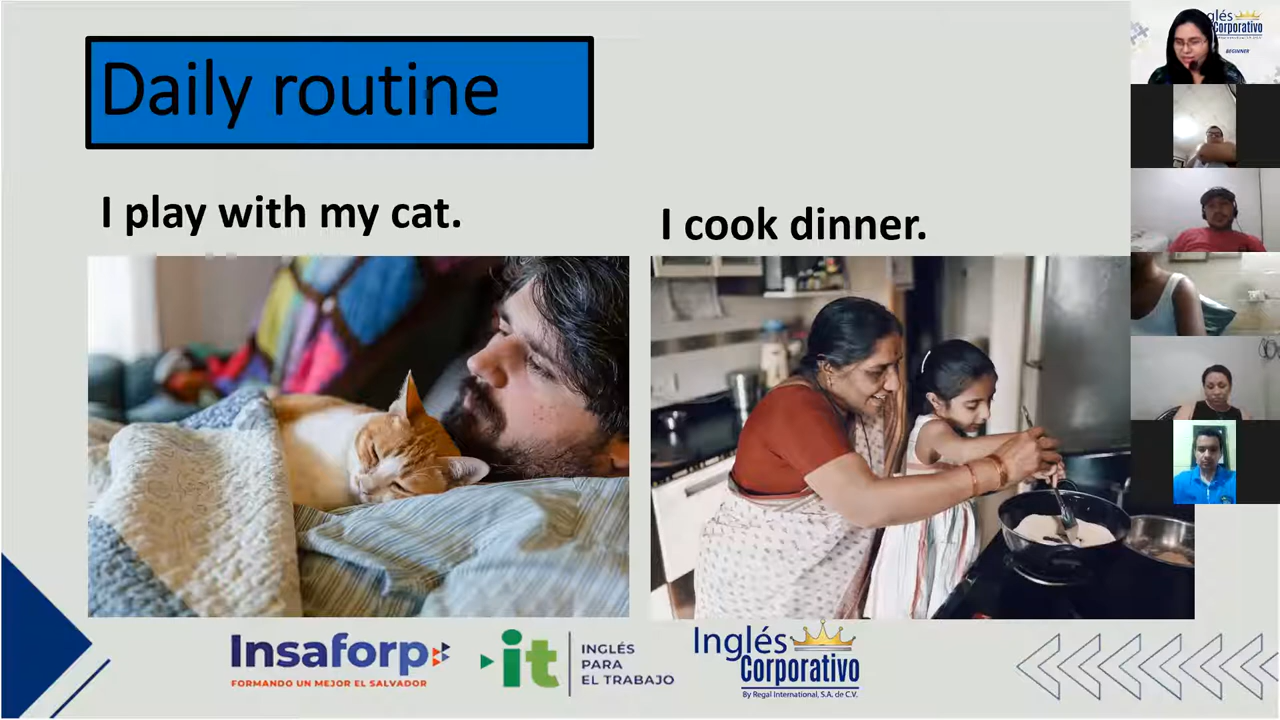 Daily routine
I play with my cat.
I cook dinner.
Insaforp
FORMANDO UN MEJOR EL SALVADOR
it
INGLÉS
PARA
EL TRABAJO
Inglés
Corporativo
By Regal International, S.A. de C.V.
glés
Corporativo
BEGINNER